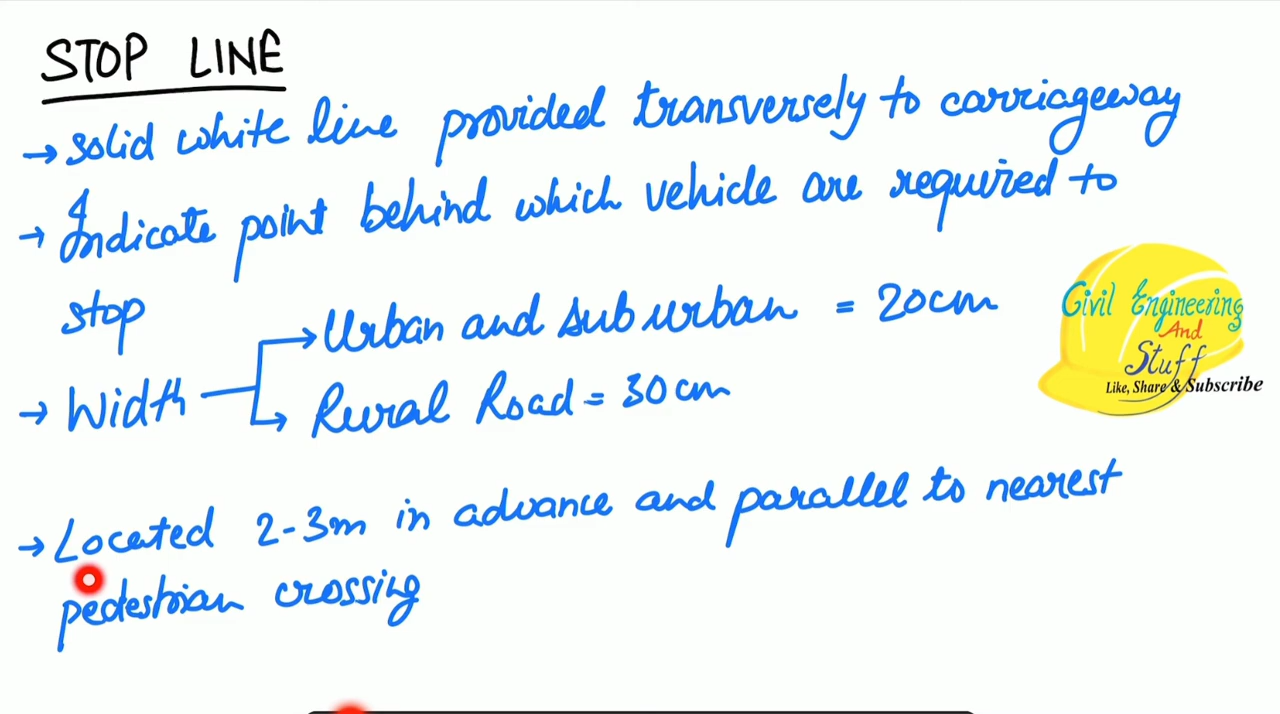 STOP LINE
→ solid white line provided transversely to carriageway
→ Indicate point behind which vehicle are required to
stop
→ Width → Urban and suburban = 20cm
→ Rural Road = 30cm
→ Located 2-3m in advance and parallel to nearest
pedestrian crossing
Civil Engineering
And
Stuff
Like, Share & Subscribe